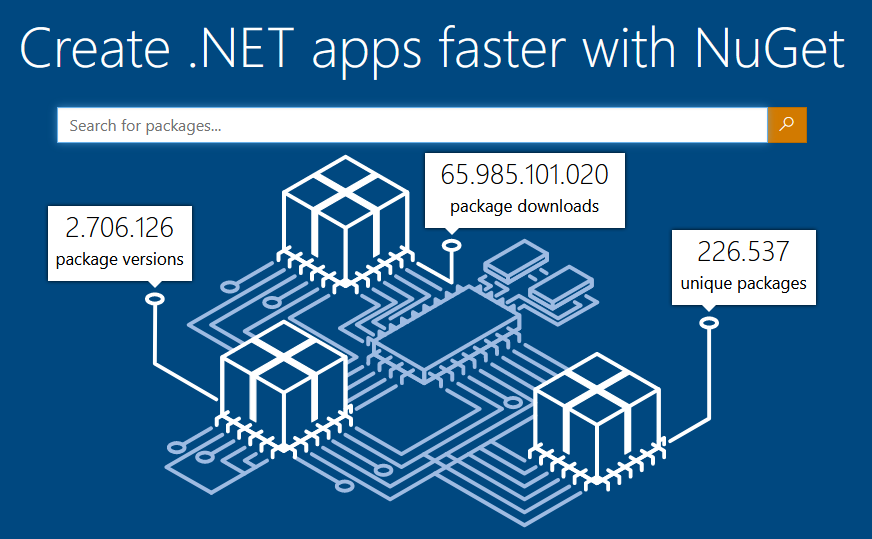 Create .NET apps faster with NuGet
Search for packages...
65.985.101.020
package downloads
2.706.126
package versions
226.537
unique packages